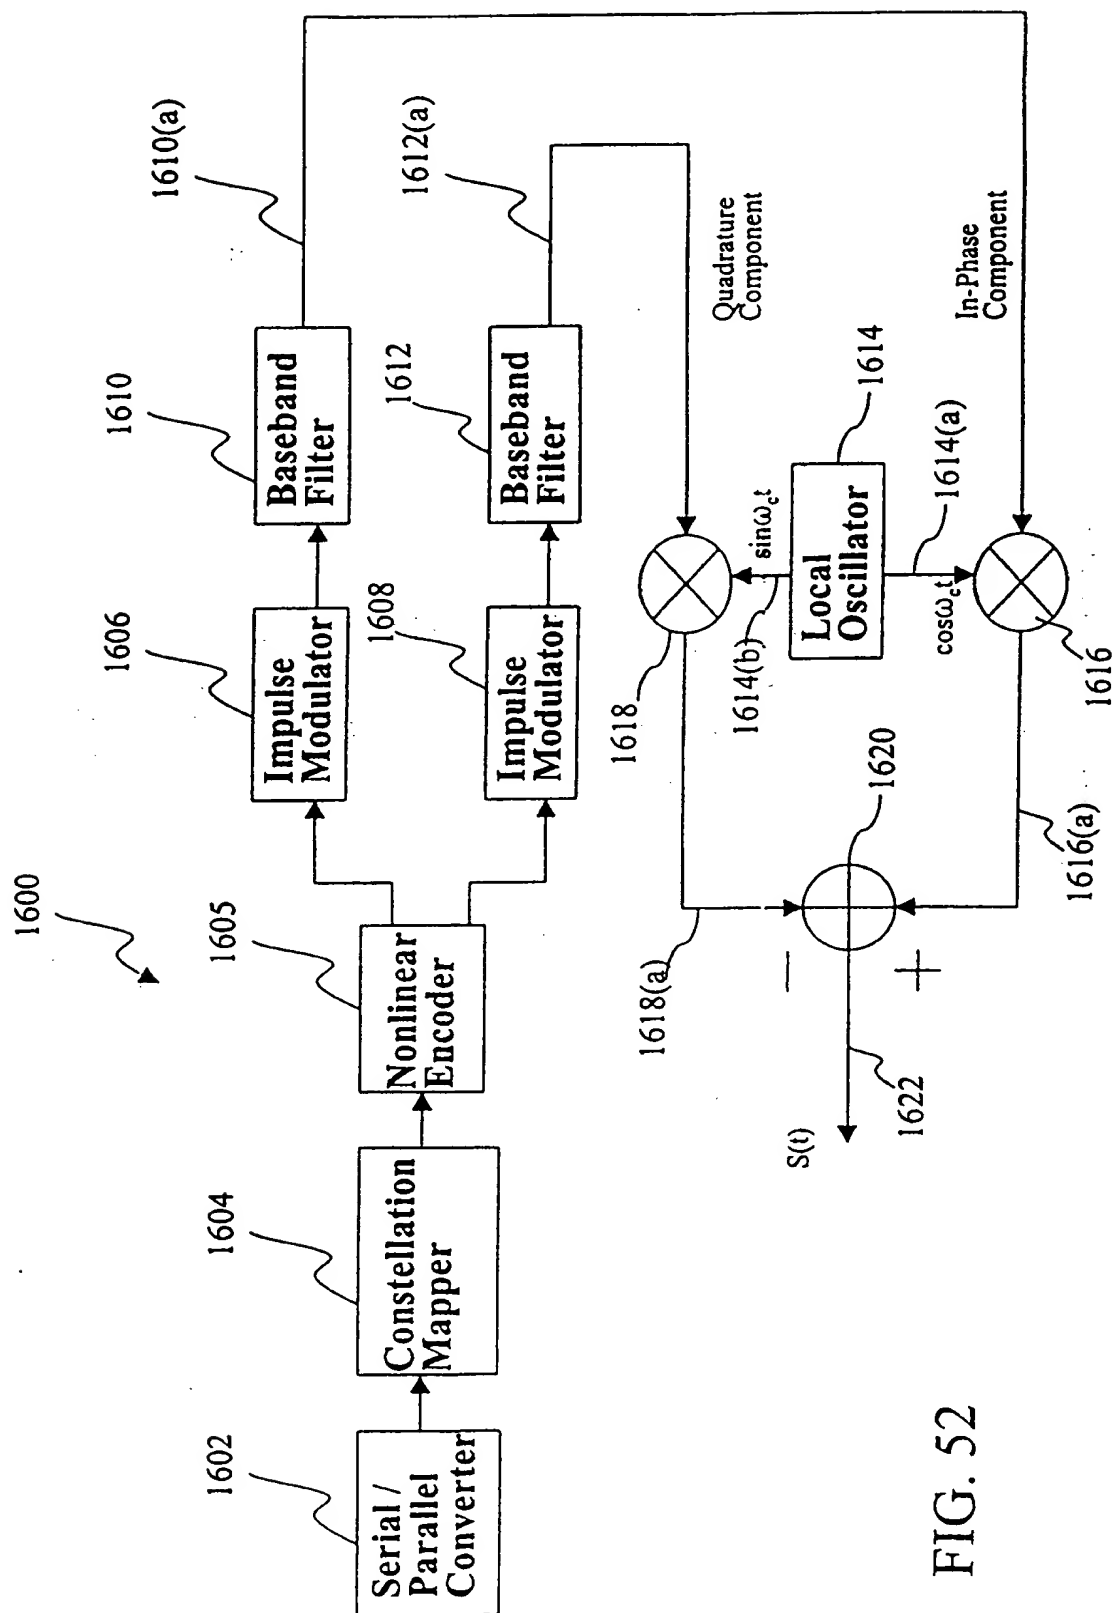 1600
1602
Serial /
Parallel
Converter
1604
Constellation
Mapper
1605
Nonlinear
Encoder
1606
Impulse
Modulator
1610
Baseband
Filter
1610(a)
1608
Impulse
Modulator
1612
Baseband
Filter
1612(a)
1618(a)
1618
Quadrature
Component
sinω_ct
1614(b)
Local
Oscillator
1614
S(t)
1622
−
+
1620
cosω_ct
1614(a)
In-Phase
Component
1616(a)
1616
FIG. 52